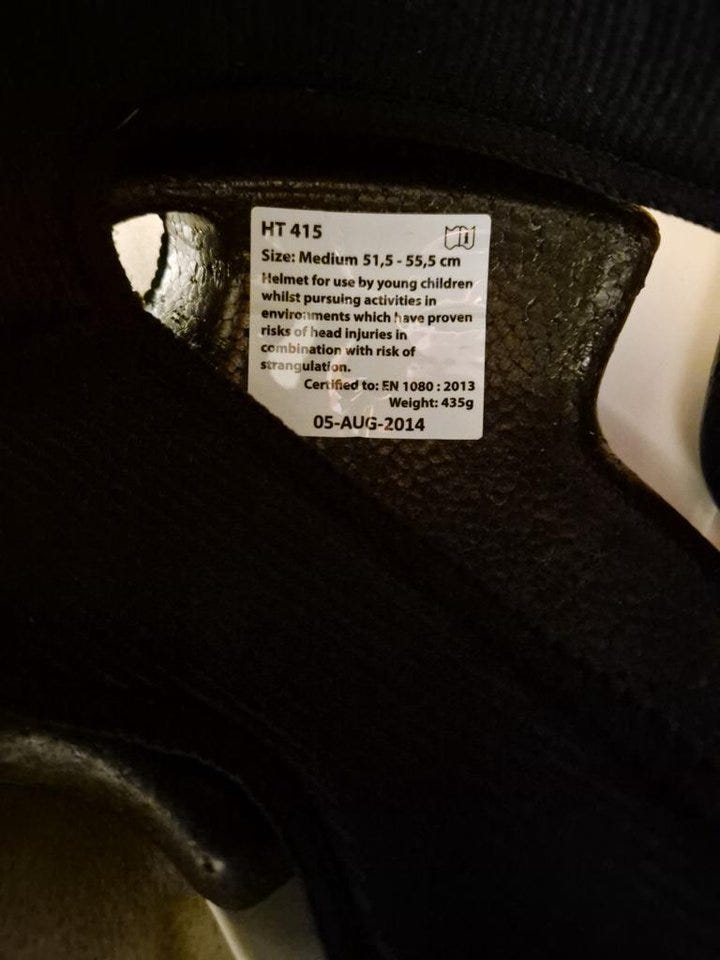 HT 415
Size: Medium 51,5 - 55,5 cm
Helmet for use by young children
whilst pursuing activities in
environments which have proven
risks of head injuries in
combination with risk of
strangulation.
Certified to: EN 1080 : 2013
Weight: 435g
05-AUG-2014